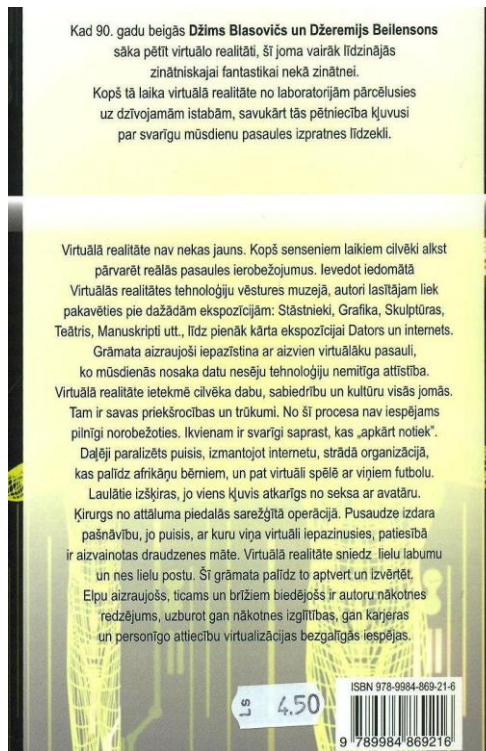 Kad 90. gadu beigās Džims Blasovičs un Džeremijs Beilensons
sāka pētīt virtuālo realitāti, šī joma vairāk līdzinājās
zinātniskajai fantastikai nekā zinātnei.
Kopš tā laika virtuālā realitāte no laboratorijām pārcēlusies
uz dzīvojamām istabām, savukārt tās pētniecība kļuvusi
par svarīgu mūsdienu pasaules izpratnes līdzekli.
Virtuālā realitāte nav nekas jauns. Kopš senseniem laikiem cilvēki alkst
pārvarēt reālās pasaules ierobežojumus. Ievedot iedomātā
Virtuālās realitātes tehnoloģiju vēstures muzejā, autori lasītājam liek
pakavēties pie dažādām ekspozīcijām: Stāstnieki, Grafika, Skulptūras,
Teātris, Manuskripti utt., līdz pienāk kārta ekspozīcijai Dators un internets.
Grāmata aizraujoši iepazīstina ar aizvien virtuālāku pasauli,
ko mūsdienās nosaka datu nesēju tehnoloģiju nemitīga attīstība.
Virtuālā realitāte ietekmē cilvēka dabu, sabiedrību un kultūru visās jomās.
Tam ir savas priekšrocības un trūkumi. No šī procesa nav iespējams
pilnīgi norobežoties. Ikvienam ir svarīgi saprast, kas „apkārt notiek”.
Daļēji paralizēts puisis, izmantojot internetu, strādā organizācijā,
kas palīdz afrikāņu bērniem, un pat virtuāli spēlē ar viņiem futbolu.
Laulātie izšķiras, jo viens kļuvis atkarīgs no seksa ar avatāru.
Ķirurgs no attāluma piedalās sarežģītā operācijā. Pusaudze izdara
pašnāvību, jo puisis, ar kuru viņa virtuāli iepazinusies, patiesībā
ir aizvainotas draudzenes māte. Virtuālā realitāte sniedz lielu labumu
un nes lielu postu. Šī grāmata palīdz to aptvert un izvērtēt.
Elpu aizraujošs, ticams un brīžiem biedējošs ir autoru nākotnes
redzējums, uzburot gan nākotnes izglītības, gan karjeras
un personīgo attiecību virtualizācijas bezgalīgās iespējas.
ISBN 978-9984-869-21-6
Ls 4.50
9 789984 869216